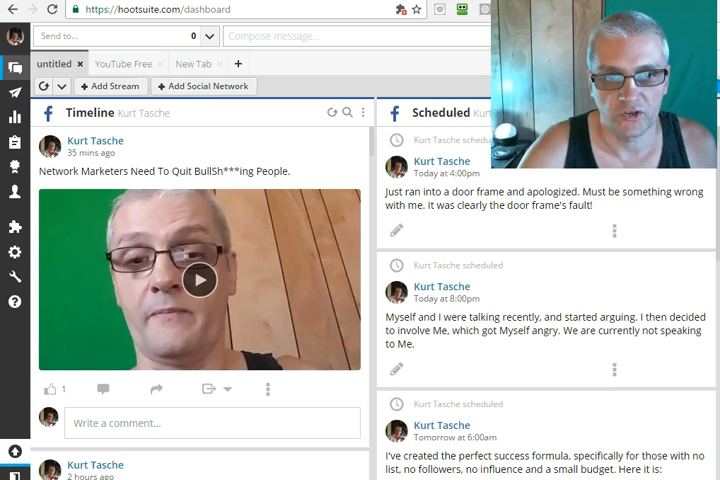 https://hootsuite.com/dashboard
Send to...
0
Compose message...
untitled
YouTube Free
New Tab
+
Add Stream
Add Social Network
Timeline Kurt Tasche
Kurt Tasche
35 mins ago
Network Marketers Need To Quit BullSh***ing People.
1
Write a comment...
Kurt Tasche
2 hours ago
Scheduled
Kurt Tasche
Kurt Tasche
Today at 4:00pm
Just ran into a door frame and apologized. Must be something wrong
with me. It was clearly the door frame's fault!
Kurt Tasche scheduled
Kurt Tasche
Today at 8:00pm
Myself and I were talking recently, and started arguing. I then decided
to involve Me, which got Myself angry. We are currently not speaking
to Me.
Kurt Tasche scheduled
Kurt Tasche
Tomorrow at 6:00am
I've created the perfect success formula, specifically for those with no
list, no followers, no influence and a small budget. Here it is: